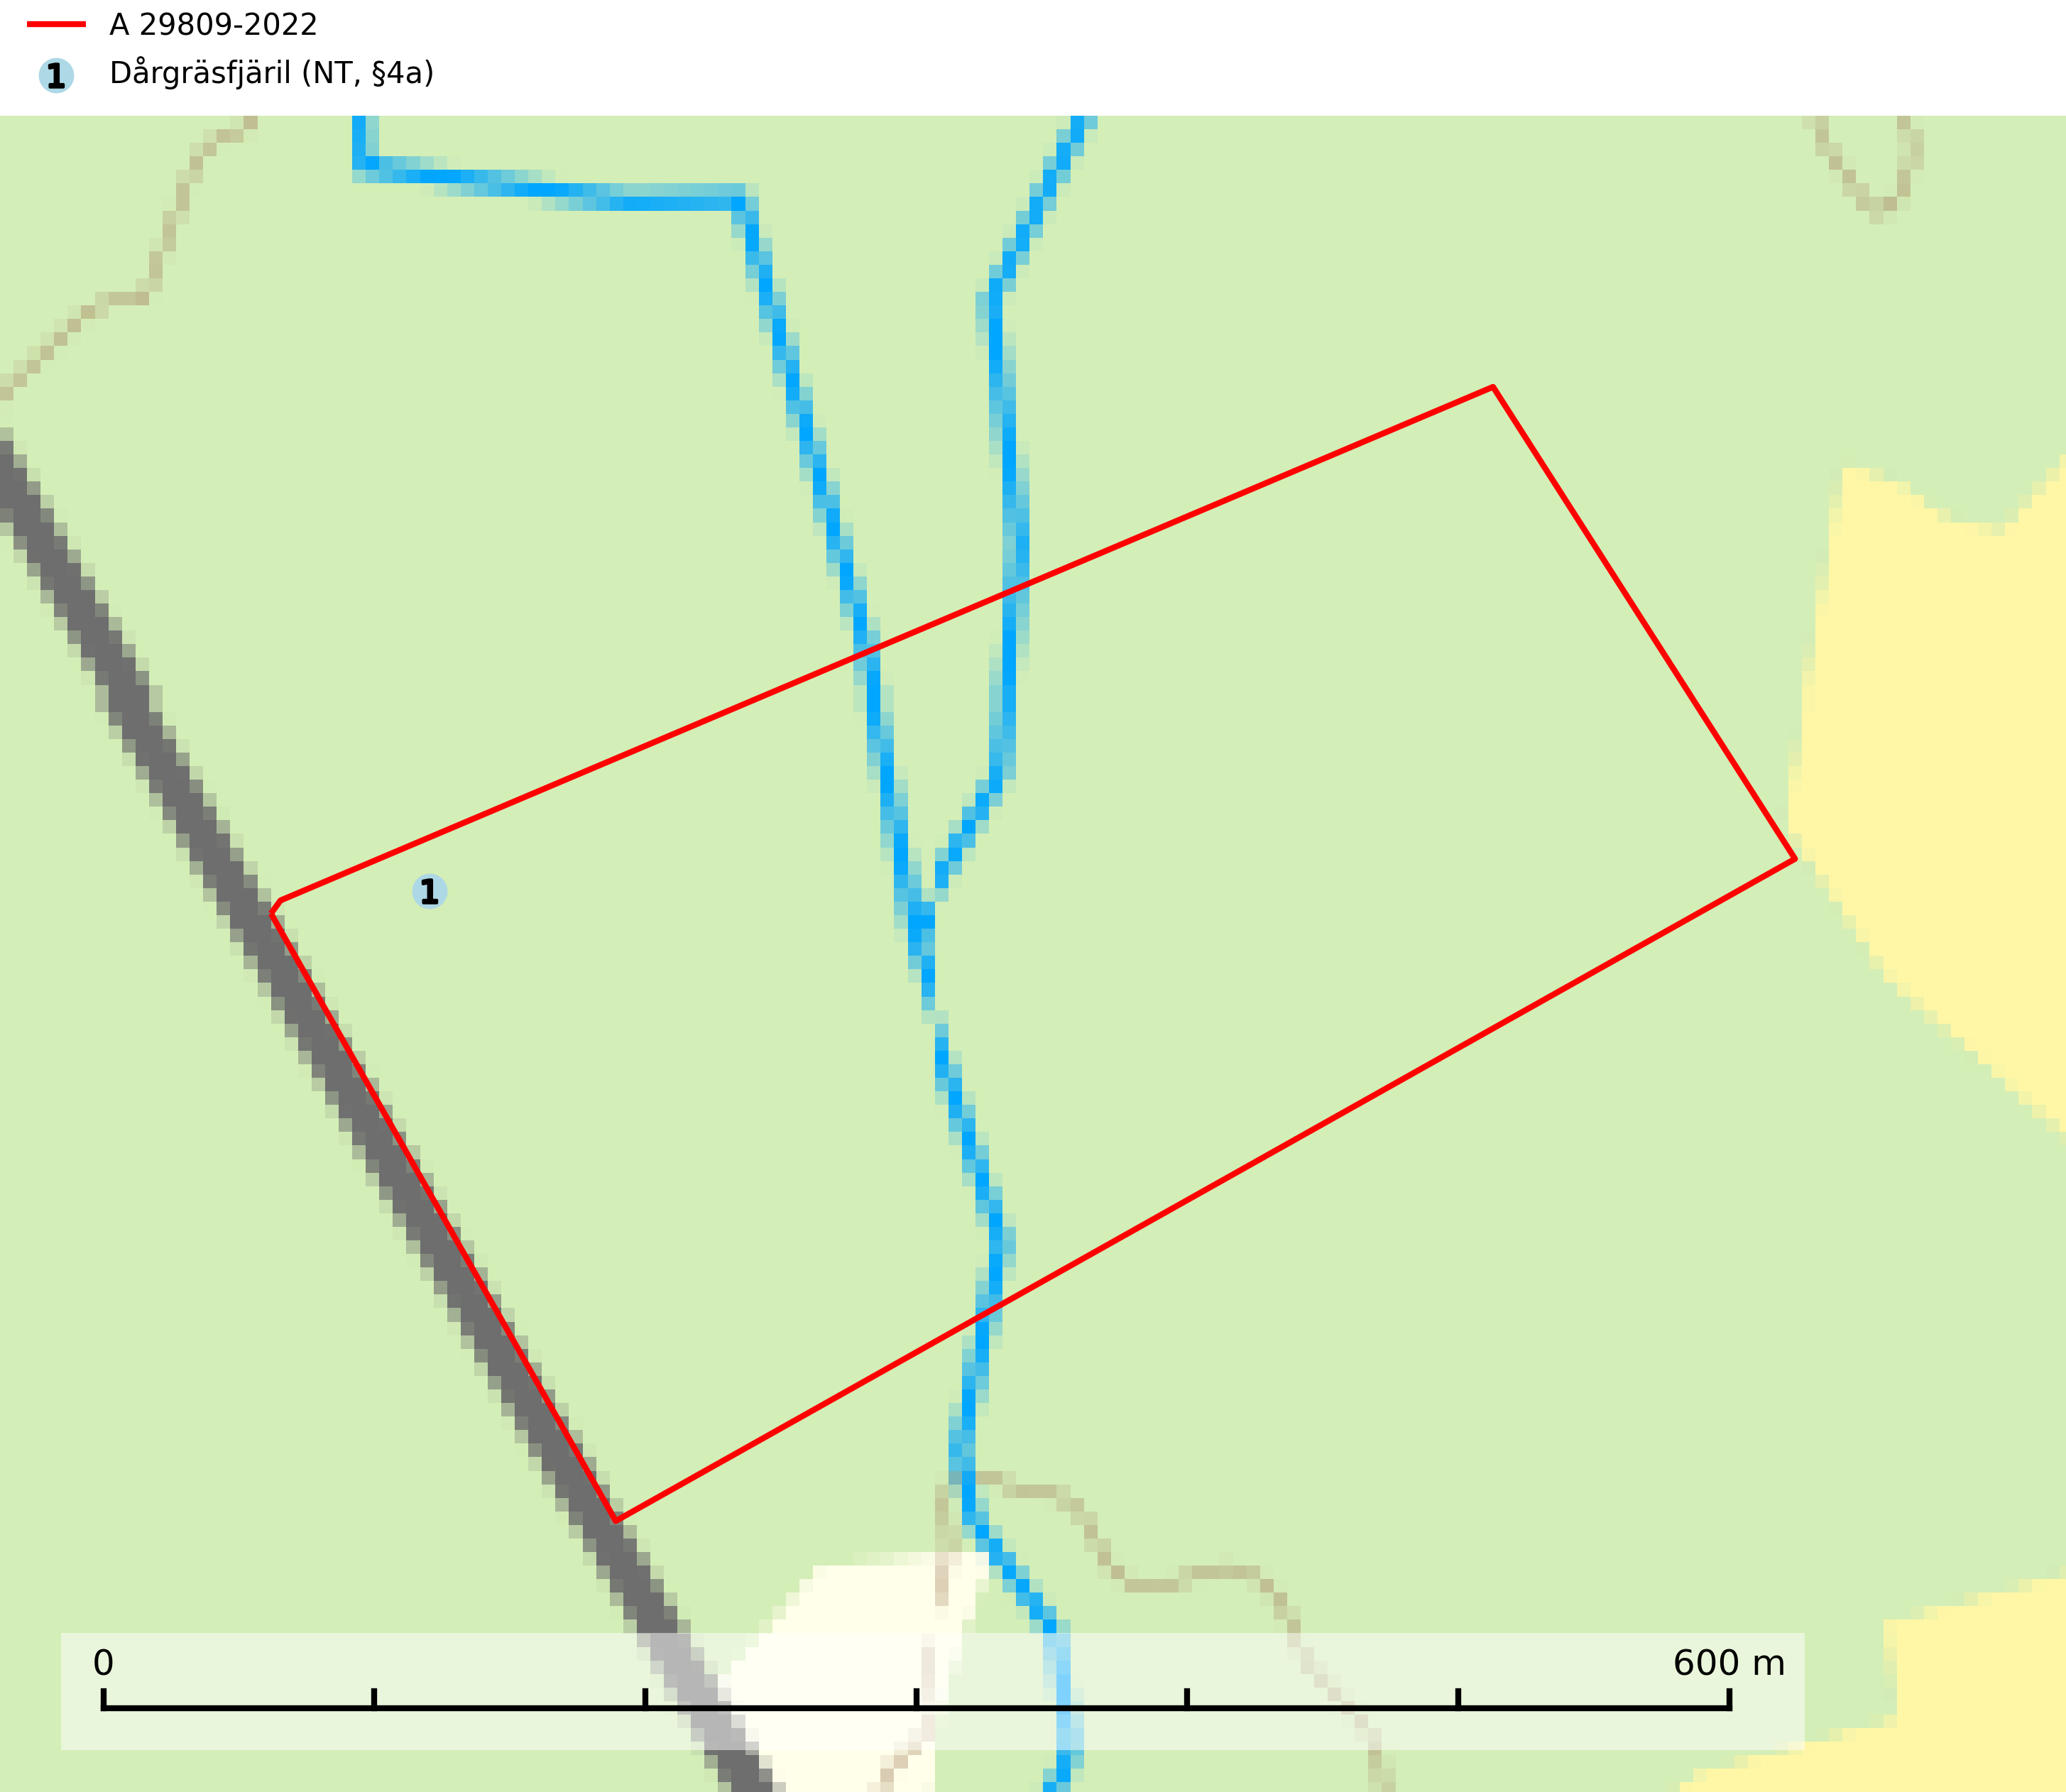 A 29809-2022
1 Dårgräsfjäril (NT, §4a)
1
0 600 m